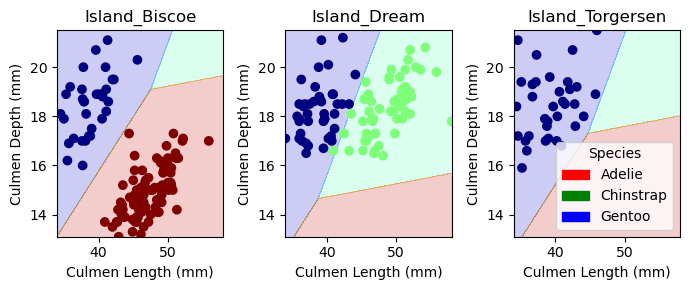 Island_Biscoe
20
18
16
14
40
50
Culmen Depth (mm)
Culmen Length (mm)
Island_Dream
20
18
16
14
40
50
Culmen Depth (mm)
Culmen Length (mm)
Island_Torgersen
20
18
16
14
40
50
Culmen Depth (mm)
Culmen Length (mm)
Species
Adelie
Chinstrap
Gentoo